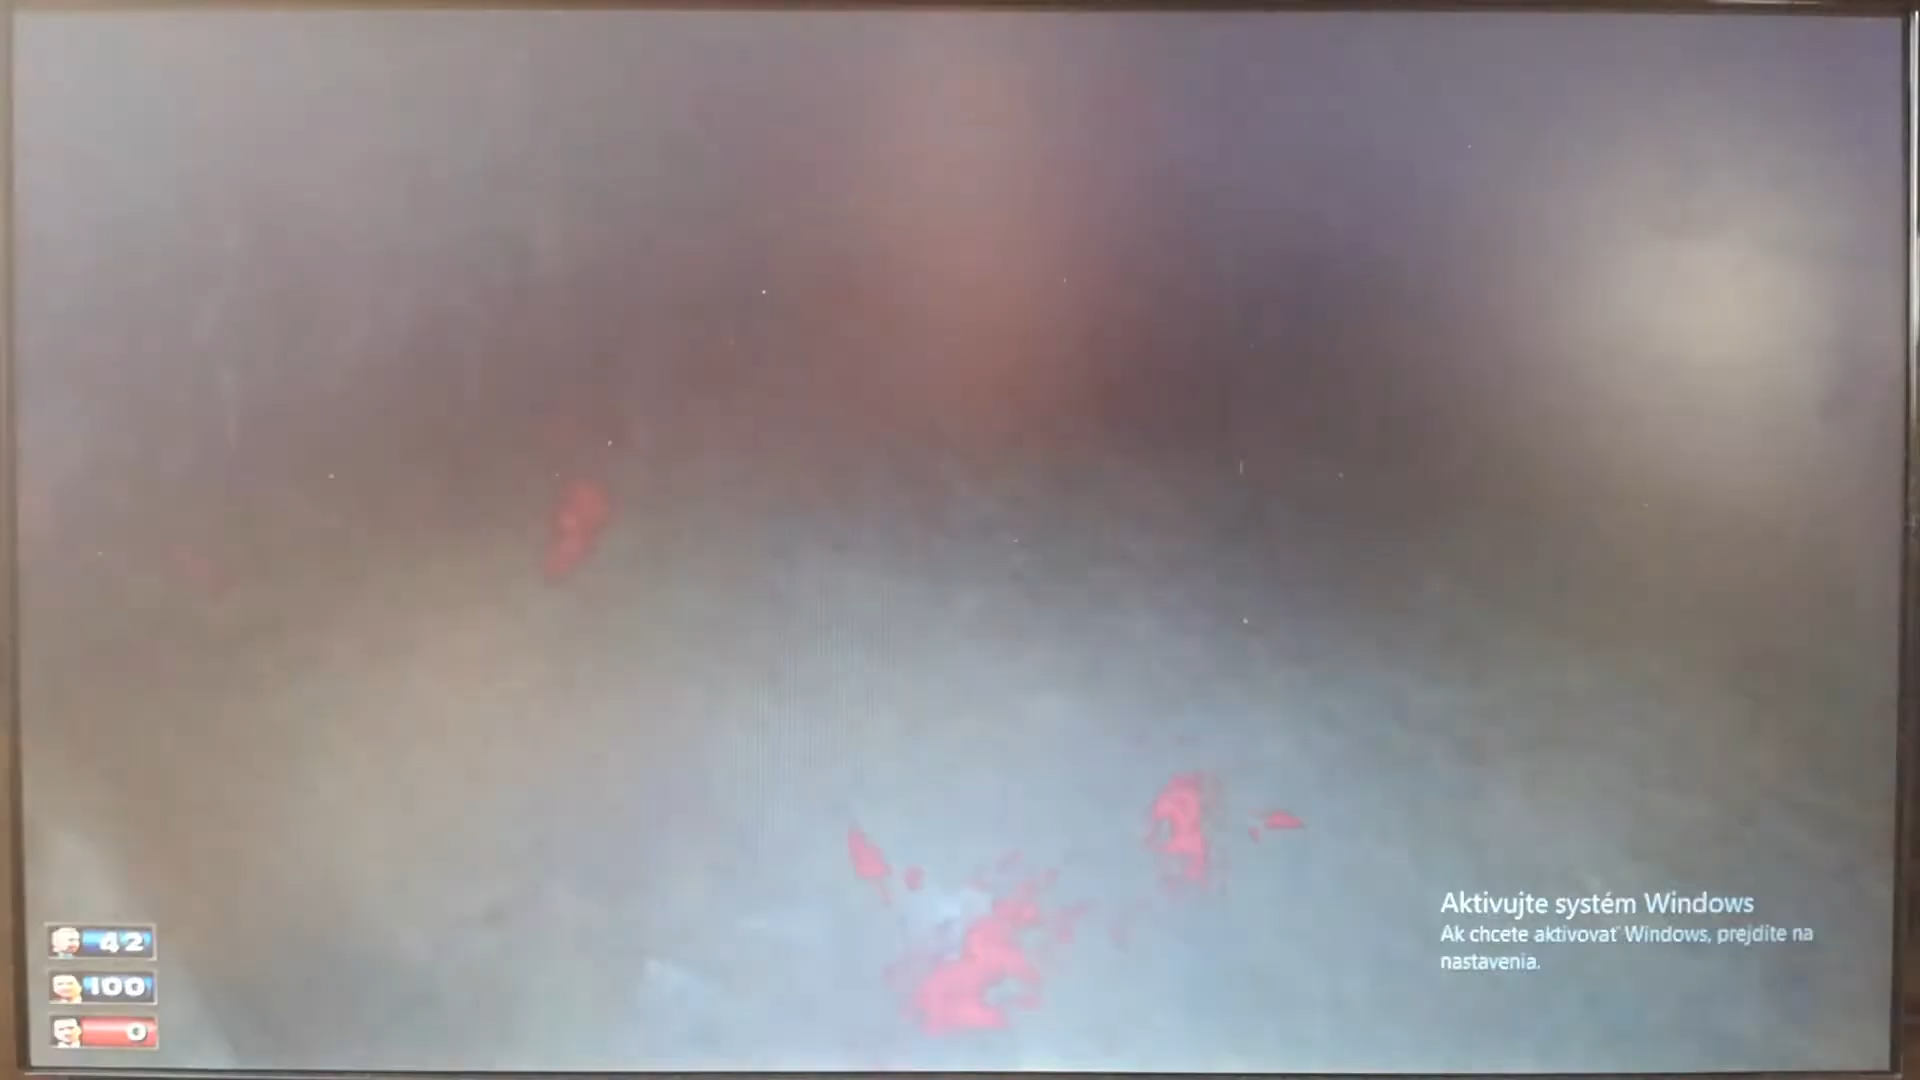 42
100
0
Aktivujte systém Windows
Ak chcete aktivovať Windows, prejdite na
nastavenia.